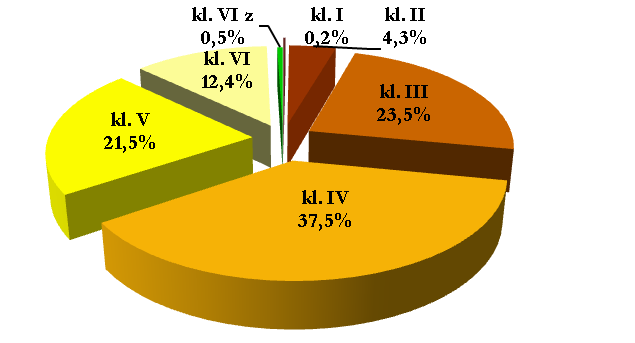 kl. VI z
0,5%
kl. I
0,2%
kl. II
4,3%
kl. III
23,5%
kl. IV
37,5%
kl. V
21,5%
kl. VI
12,4%